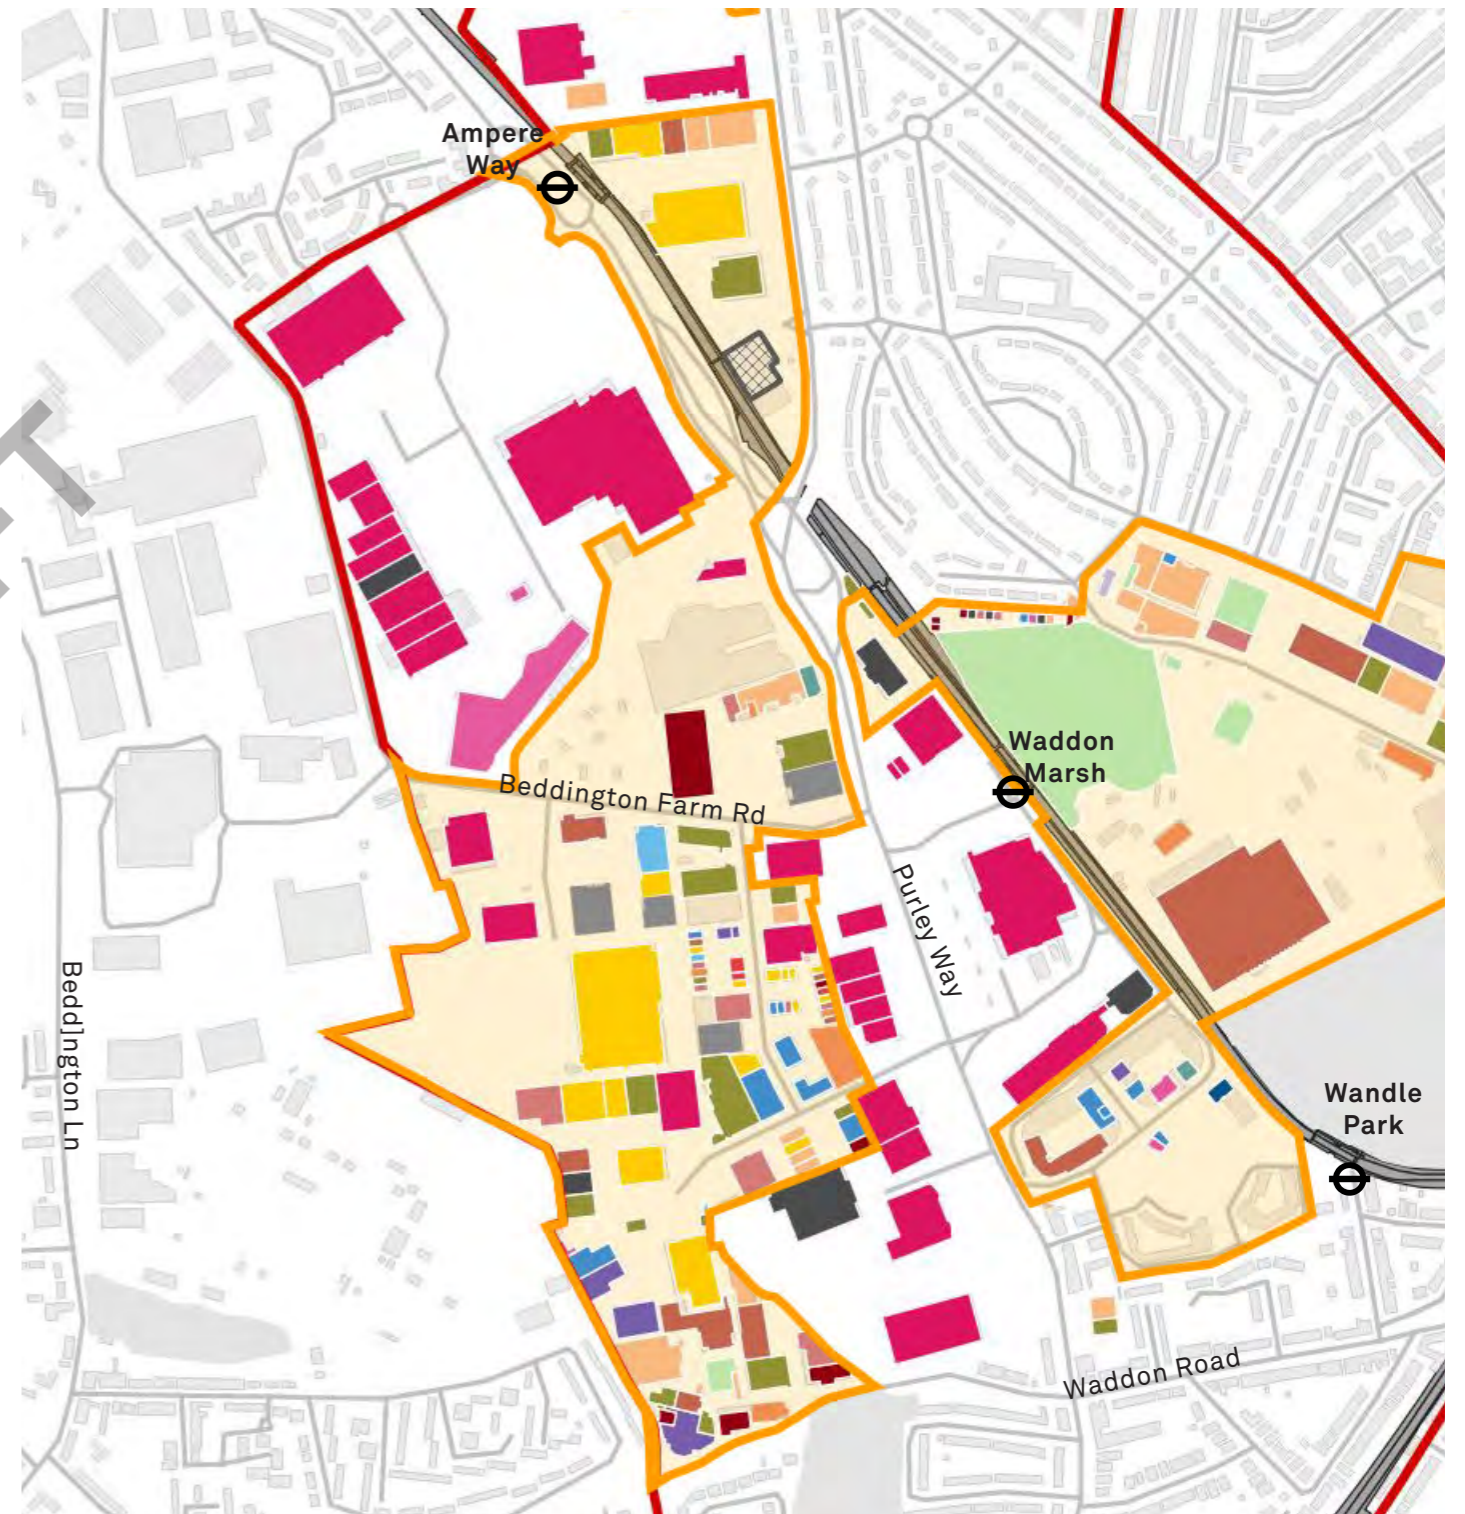 Ampere
Way
Waddon
Marsh
Beddington Farm Rd
Purley Way
Beddington Ln
Wandle
Park
Waddon Road